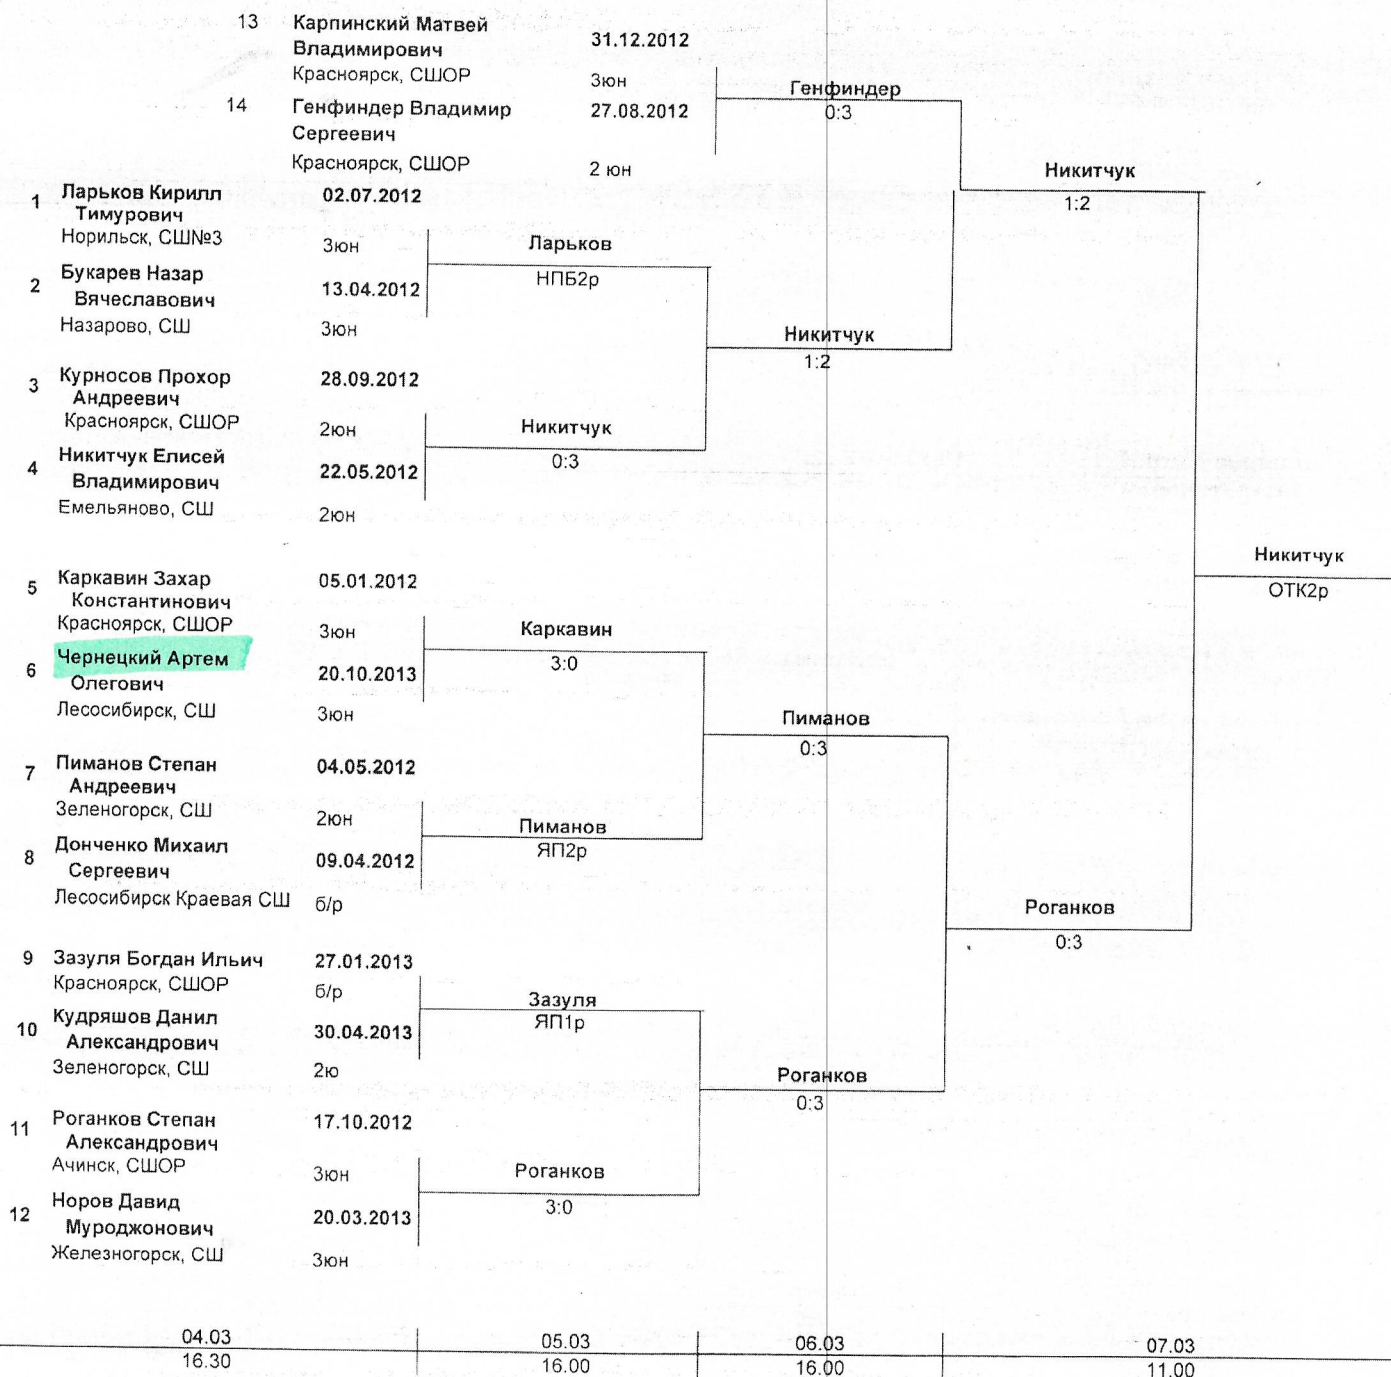 13 Карпинский Матвей
Владимирович 31.12.2012
Красноярск, СШОР 3юн
14 Генфиндер Владимир 27.08.2012
Сергеевич
Красноярск, СШОР 2 юн
Генфиндер
0:3
Никитчук
1:2
1 Ларьков Кирилл 02.07.2012
Тимурович
Норильск, СШ№3 3юн
Ларьков
НПБ2р
2 Букарев Назар
Вячеславович 13.04.2012
Назарово, СШ 3юн
Никитчук
1:2
3 Курносов Прохор 28.09.2012
Андреевич
Красноярск, СШОР 2юн
Никитчук
0:3
4 Никитчук Елисей
Владимирович 22.05.2012
Емельяново, СШ 2юн
Никитчук
ОТК2р
5 Каркавин Захар 05.01.2012
Константинович
Красноярск, СШОР 3юн
Каркавин
3:0
6 Чернецкий Артем
Олегович 20.10.2013
Лесосибирск, СШ 3юн
Пиманов
0:3
7 Пиманов Степан 04.05.2012
Андреевич
Зеленогорск, СШ 2юн
Пиманов
ЯП2р
8 Донченко Михаил
Сергеевич 09.04.2012
Лесосибирск Краевая СШ б/р
Роганков
0:3
9 Зазуля Богдан Ильич 27.01.2013
Красноярск, СШОР б/р
Зазуля
ЯП1р
10 Кудряшов Данил
Александрович 30.04.2013
Зеленогорск, СШ 2ю
Роганков
0:3
11 Роганков Степан 17.10.2012
Александрович
Ачинск, СШОР 3юн
Роганков
3:0
12 Норов Давид
Муроджонович 20.03.2013
Железногорск, СШ 3юн
04.03 05.03 06.03 07.03
16.30 16.00 16.00 11.00